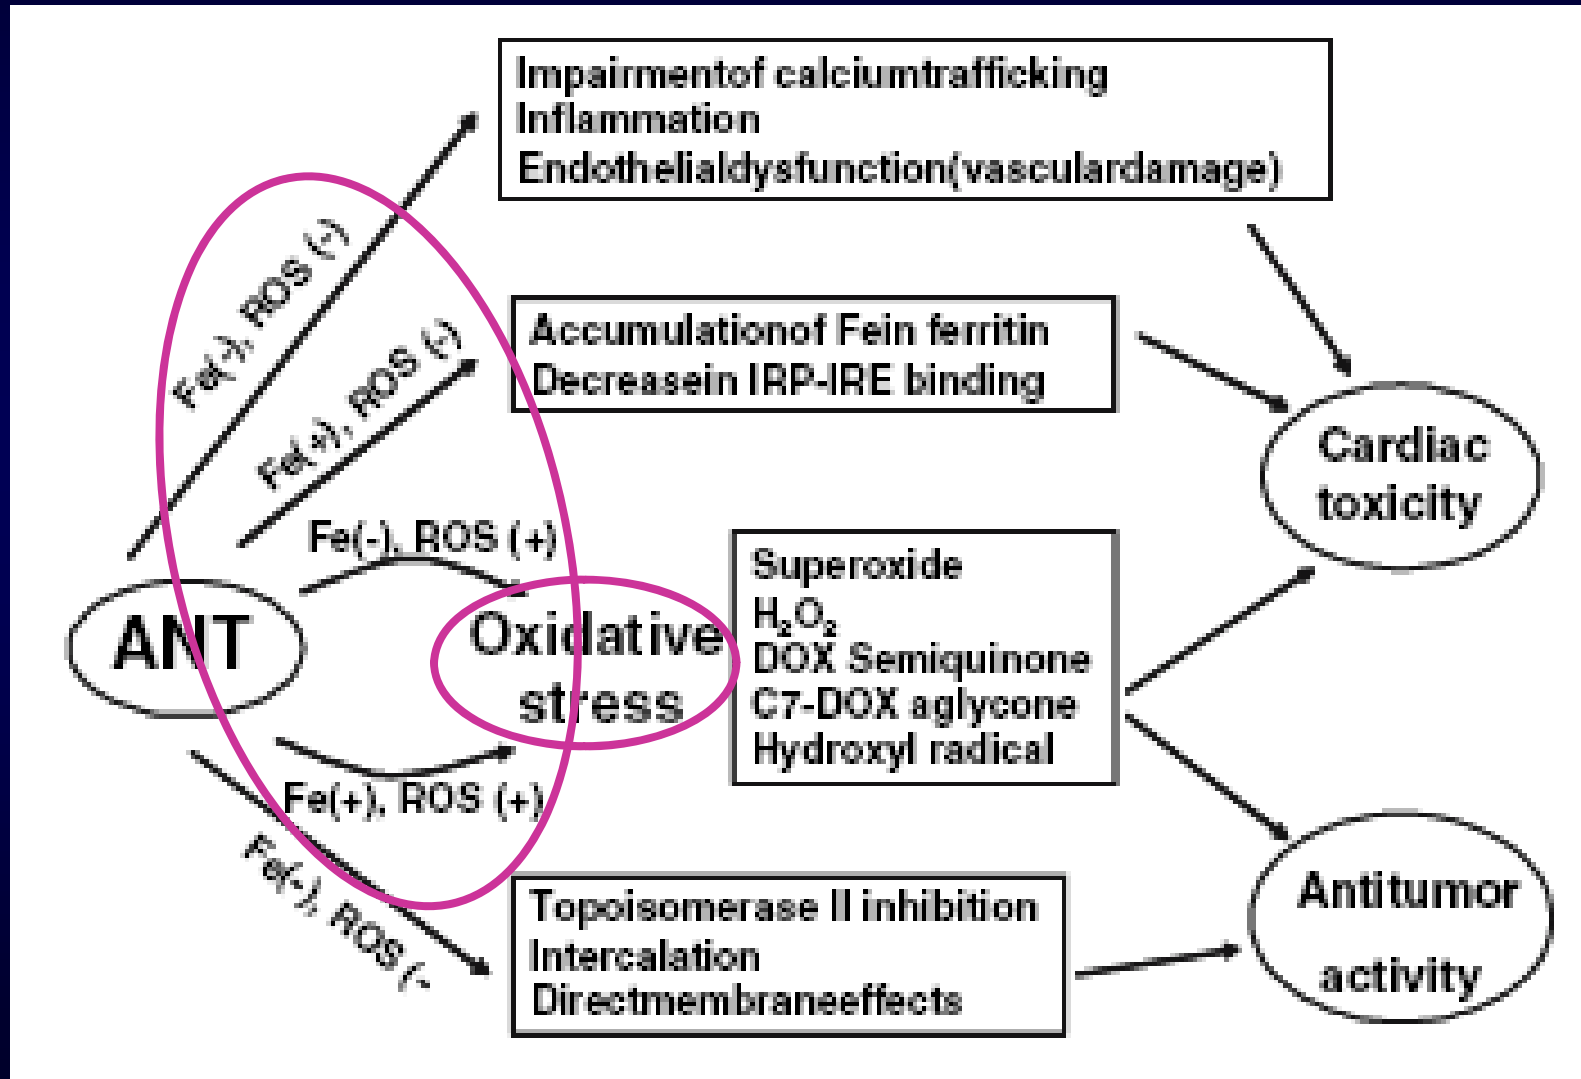 Impairmentof calciumtrafficking
Inflammation
Endothelialdysfunction(vasculardamage)
Fe(-), ROS (-)
Accumulationof Fein ferritin
Decreasein IRP-IRE binding
Fe(+), ROS (-)
Cardiac
toxicity
Fe(-), ROS (+)
ANT
Oxidative
stress
Superoxide
H₂O₂
DOX Semiquinone
C7-DOX aglycone
Hydroxyl radical
Fe(+), ROS (+)
Fe(-), ROS (-
Topoisomerase II inhibition
Intercalation
Directmembraneeffects
Antitumor
activity